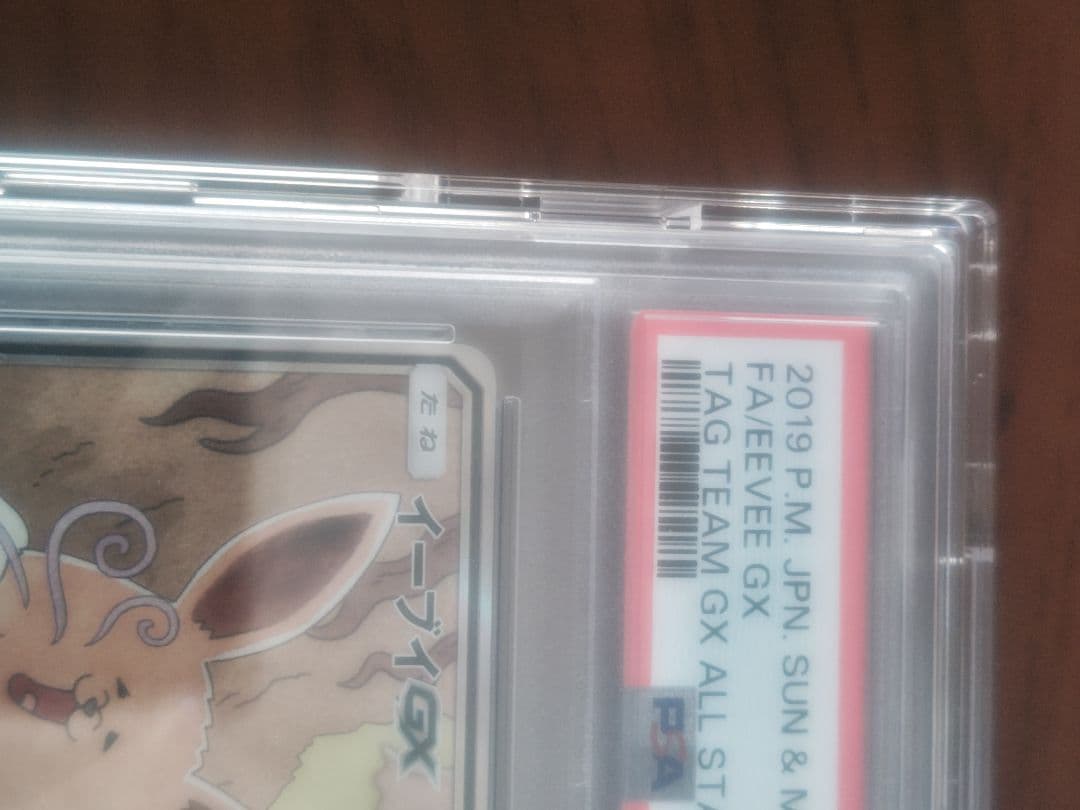 2019 P.M. JPN. SUN & M
FA/EEVEE GX
TAG TEAM GX ALL STA
PSA
たね
イーブイGX